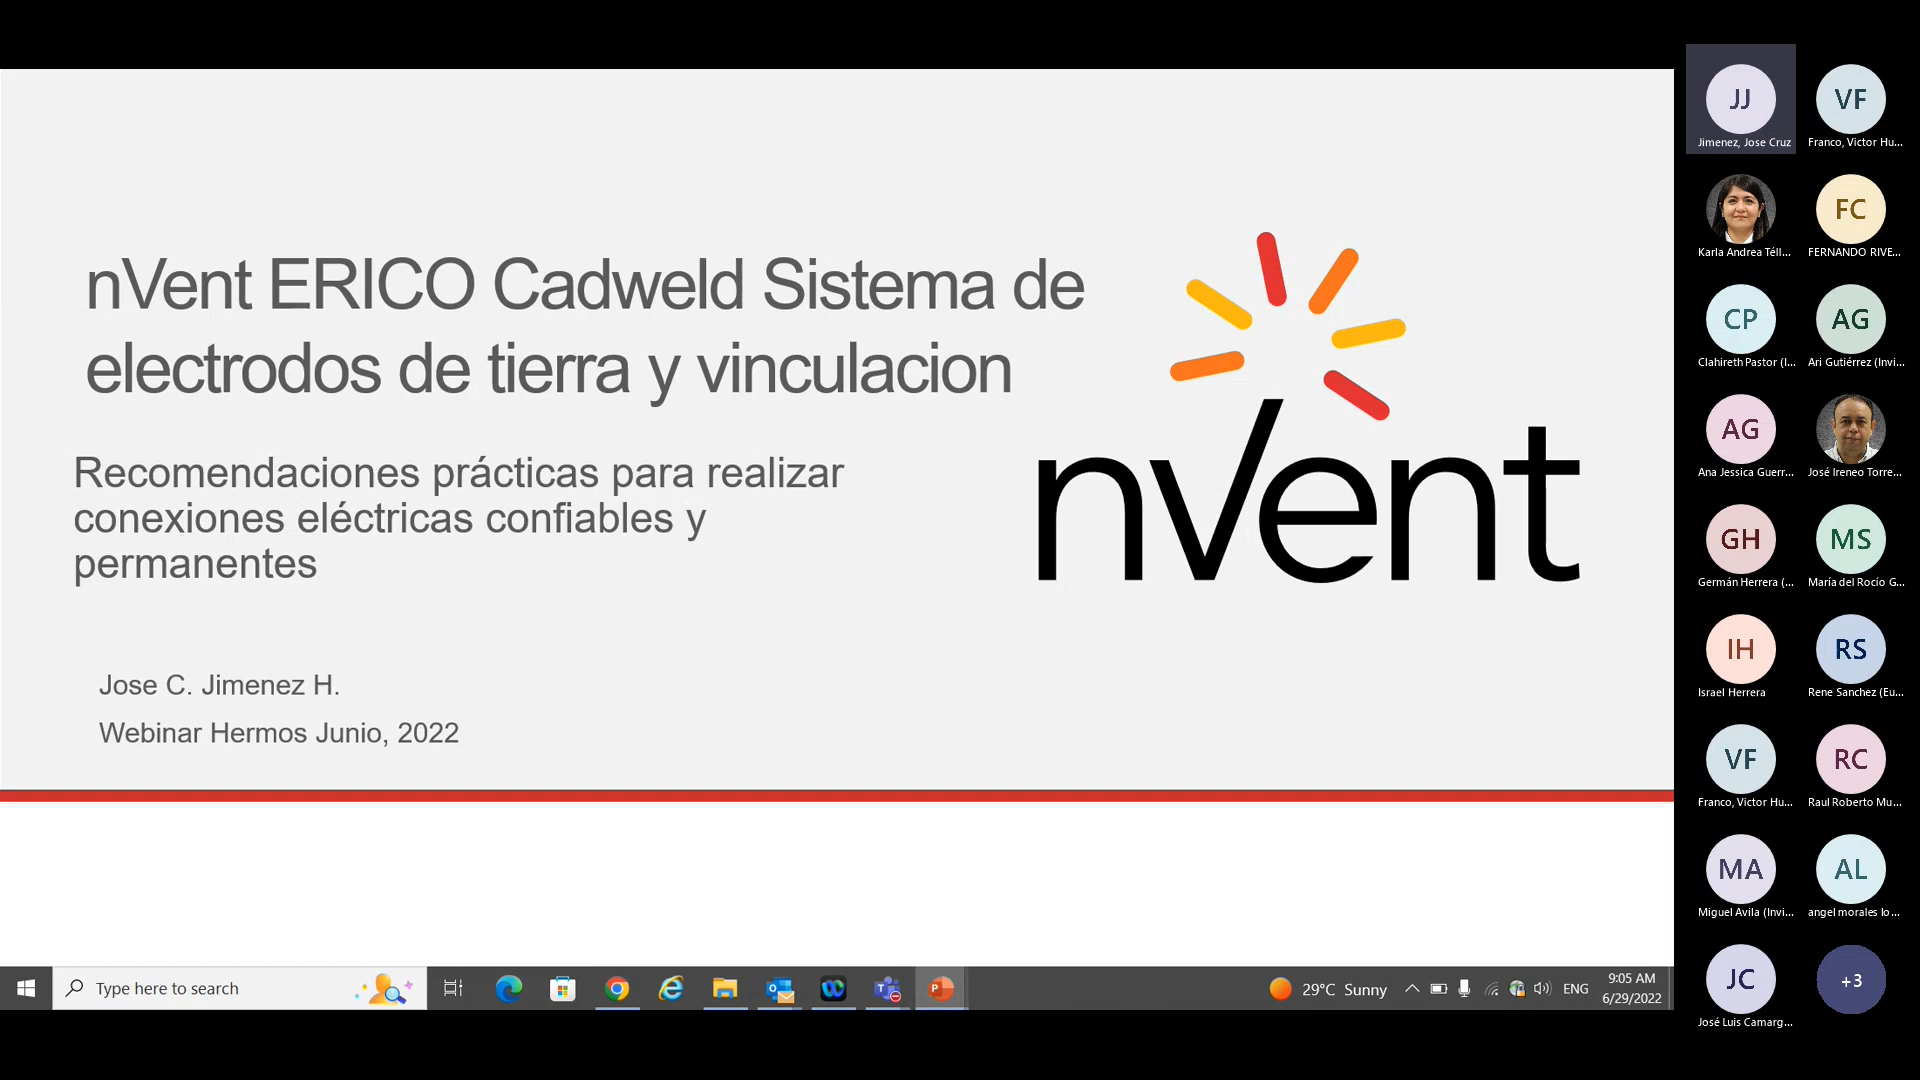 nVent ERICO Cadweld Sistema de
electrodos de tierra y vinculacion
Recomendaciones prácticas para realizar
conexiones eléctricas confiables y
permanentes
Jose C. Jimenez H.
Webinar Hermos Junio, 2022
nVent
JJ
Jimenez, Jose Cruz
VF
Franco, Victor Hu...
Karla Andrea Téll...
FC
FERNANDO RIVE...
CP
Clahireth Pastor (I...
AG
Ari Gutiérrez (Invi...
AG
Ana Jessica Guerr...
José Ireneo Torre...
GH
Germán Herrera (...
MS
María del Rocío G...
IH
Israel Herrera
RS
Rene Sanchez (Eu...
VF
Franco, Victor Hu...
RC
Raul Roberto Mu...
MA
Miguel Avila (Invi...
AL
angel morales lo...
JC
José Luis Camarg...
+3
Type here to search
29°C Sunny
ENG
9:05 AM
6/29/2022